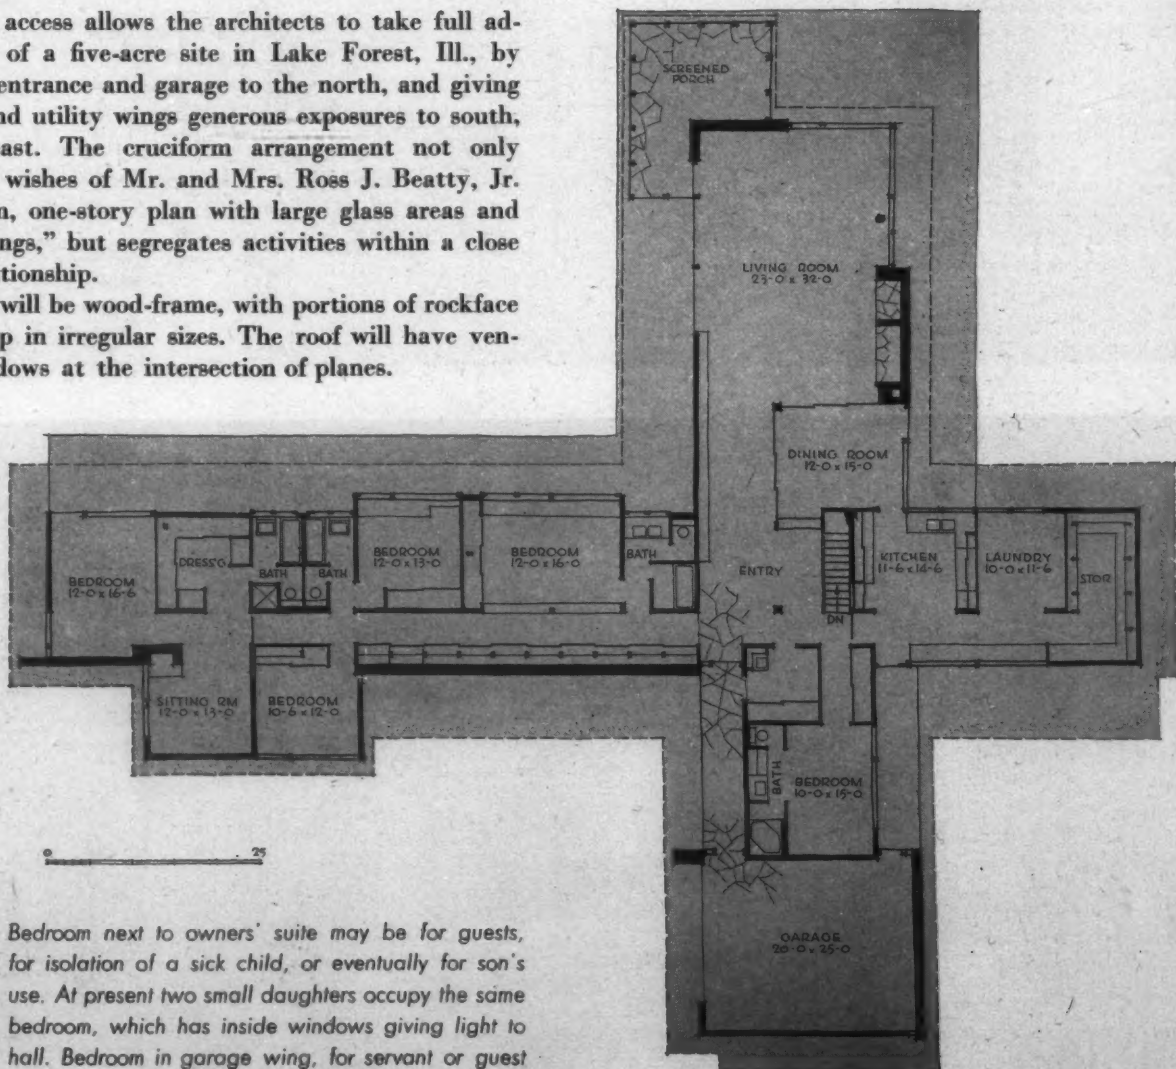 access allows the architects to take full ad-
of a five-acre site in Lake Forest, Ill., by
entrance and garage to the north, and giving
nd utility wings generous exposures to south,
ast. The cruciform arrangement not only
wishes of Mr. and Mrs. Ross J. Beatty, Jr.
n, one-story plan with large glass areas and
ngs," but segregates activities within a close
tionship.
will be wood-frame, with portions of rockface
p in irregular sizes. The roof will have ven-
dows at the intersection of planes.
SCREENED
PORCH
LIVING ROOM
23-0 x 32-0
DINING ROOM
12-0 x 15-0
BEDROOM
12-0 x 16-6
DRESS'G
BATH
BATH
BEDROOM
12-0 x 13-0
BEDROOM
12-0 x 16-0
BATH
ENTRY
DN
KITCHEN
11-6 x 14-6
LAUNDRY
10-0 x 11-6
STOR
SITTING RM
12-0 x 13-0
BEDROOM
10-6 x 12-0
BATH
BEDROOM
10-0 x 15-0
GARAGE
20-0 x 25-0
0 25
Bedroom next to owners' suite may be for guests,
for isolation of a sick child, or eventually for son's
use. At present two small daughters occupy the same
bedroom, which has inside windows giving light to
hall. Bedroom in garage wing, for servant or guest